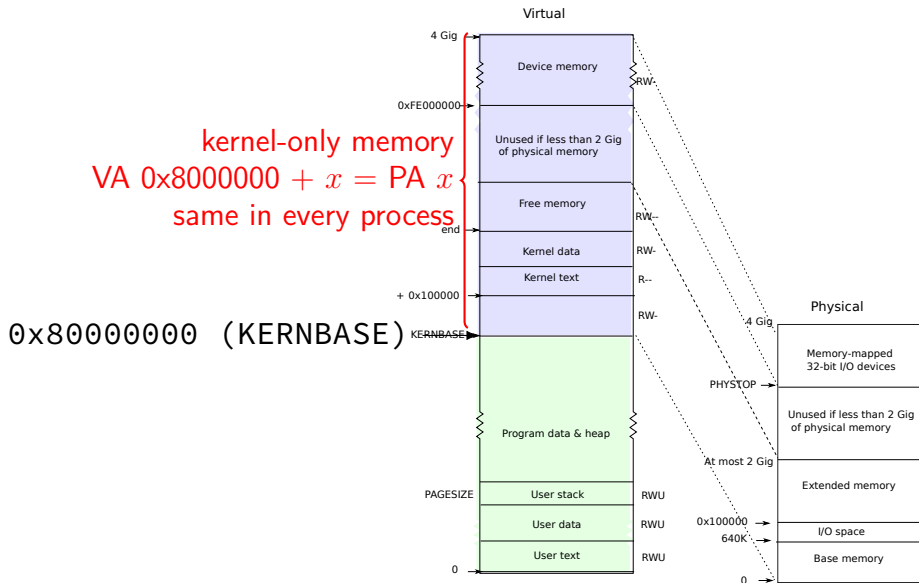 Virtual
4 Gig
Device memory
RW-
0xFE000000
kernel-only memory
VA 0x8000000 + x = PA x
same in every process
Unused if less than 2 Gig
of physical memory
Free memory
RW--
end
Kernel data
RW-
Kernel text
R--
+ 0x100000
RW-
0x80000000 (KERNBASE)
KERNBASE
Program data & heap
PAGESIZE
User stack
RWU
User data
RWU
User text
RWU
0
Physical
4 Gig
Memory-mapped
32-bit I/O devices
PHYSTOP
Unused if less than 2 Gig
of physical memory
At most 2 Gig
Extended memory
0x100000
I/O space
640K
Base memory
0